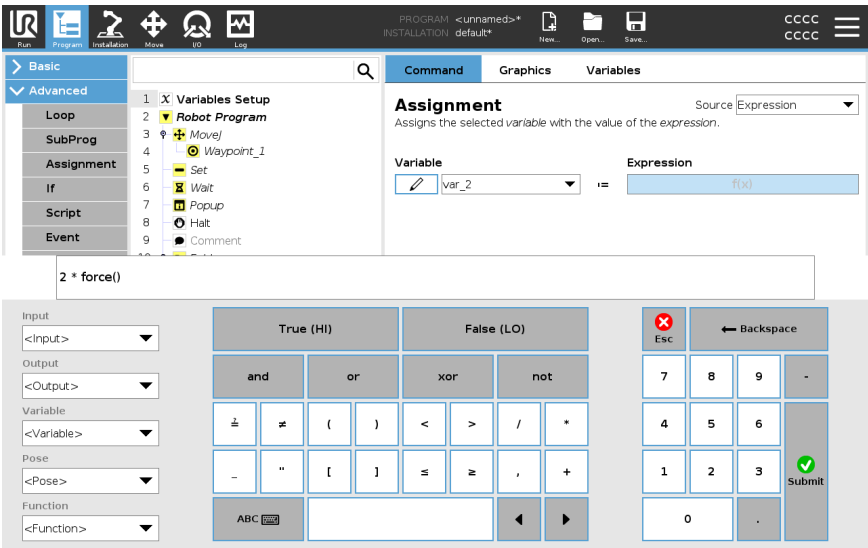 UR
PROGRAM <unnamed>*
INSTALLATION default*
CCCC
CCCC
Run Program Installation Move I/O Log New... Open... Save...
Basic
Advanced
Loop
SubProg
Assignment
If
Script
Event
1 X Variables Setup
2 Robot Program
3 MoveJ
4 Waypoint_1
5 Set
6 Wait
7 Popup
8 Halt
9 Comment
Command Graphics Variables
Assignment
Source Expression
Assigns the selected variable with the value of the expression.
Variable Expression
var_2 := f(x)
2 * force()
Input
<Input>
Output
<Output>
Variable
<Variable>
Pose
<Pose>
Function
<Function>
True (HI) False (LO)
and or xor not
≟ ≠ ( ) < > / *
_ " [ ] ≤ ≥ , +
ABC
Esc Backspace
7 8 9 -
4 5 6
1 2 3 Submit
0 .